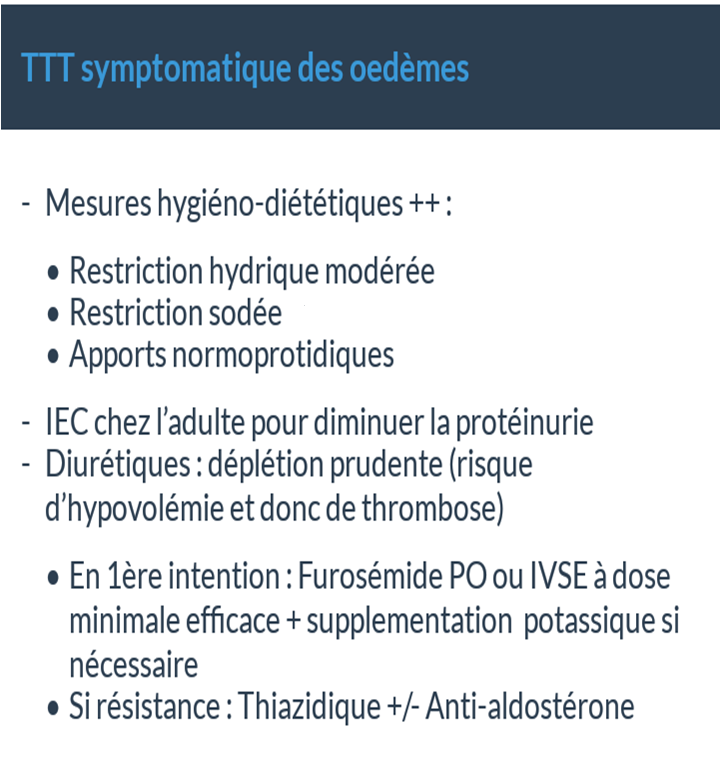 TTT symptomatique des oedèmes
- Mesures hygiéno-diététiques ++ :
• Restriction hydrique modérée
• Restriction sodée
• Apports normoprotidiques
- IEC chez l’adulte pour diminuer la protéinurie
- Diurétiques : déplétion prudente (risque
d’hypovolémie et donc de thrombose)
• En 1ère intention : Furosémide PO ou IVSE à dose
minimale efficace + supplementation potassique si
nécessaire
• Si résistance : Thiazidique +/- Anti-aldostérone